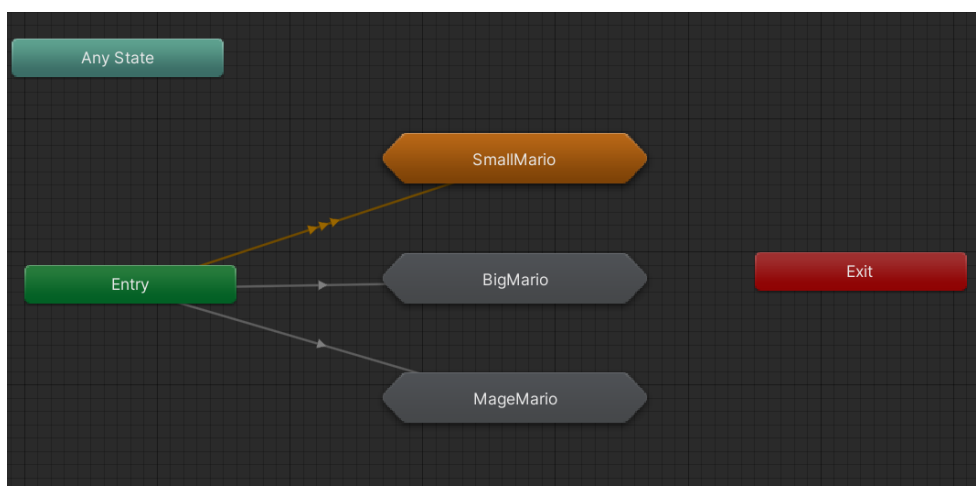 Any State
SmallMario
Entry
BigMario
Exit
MageMario